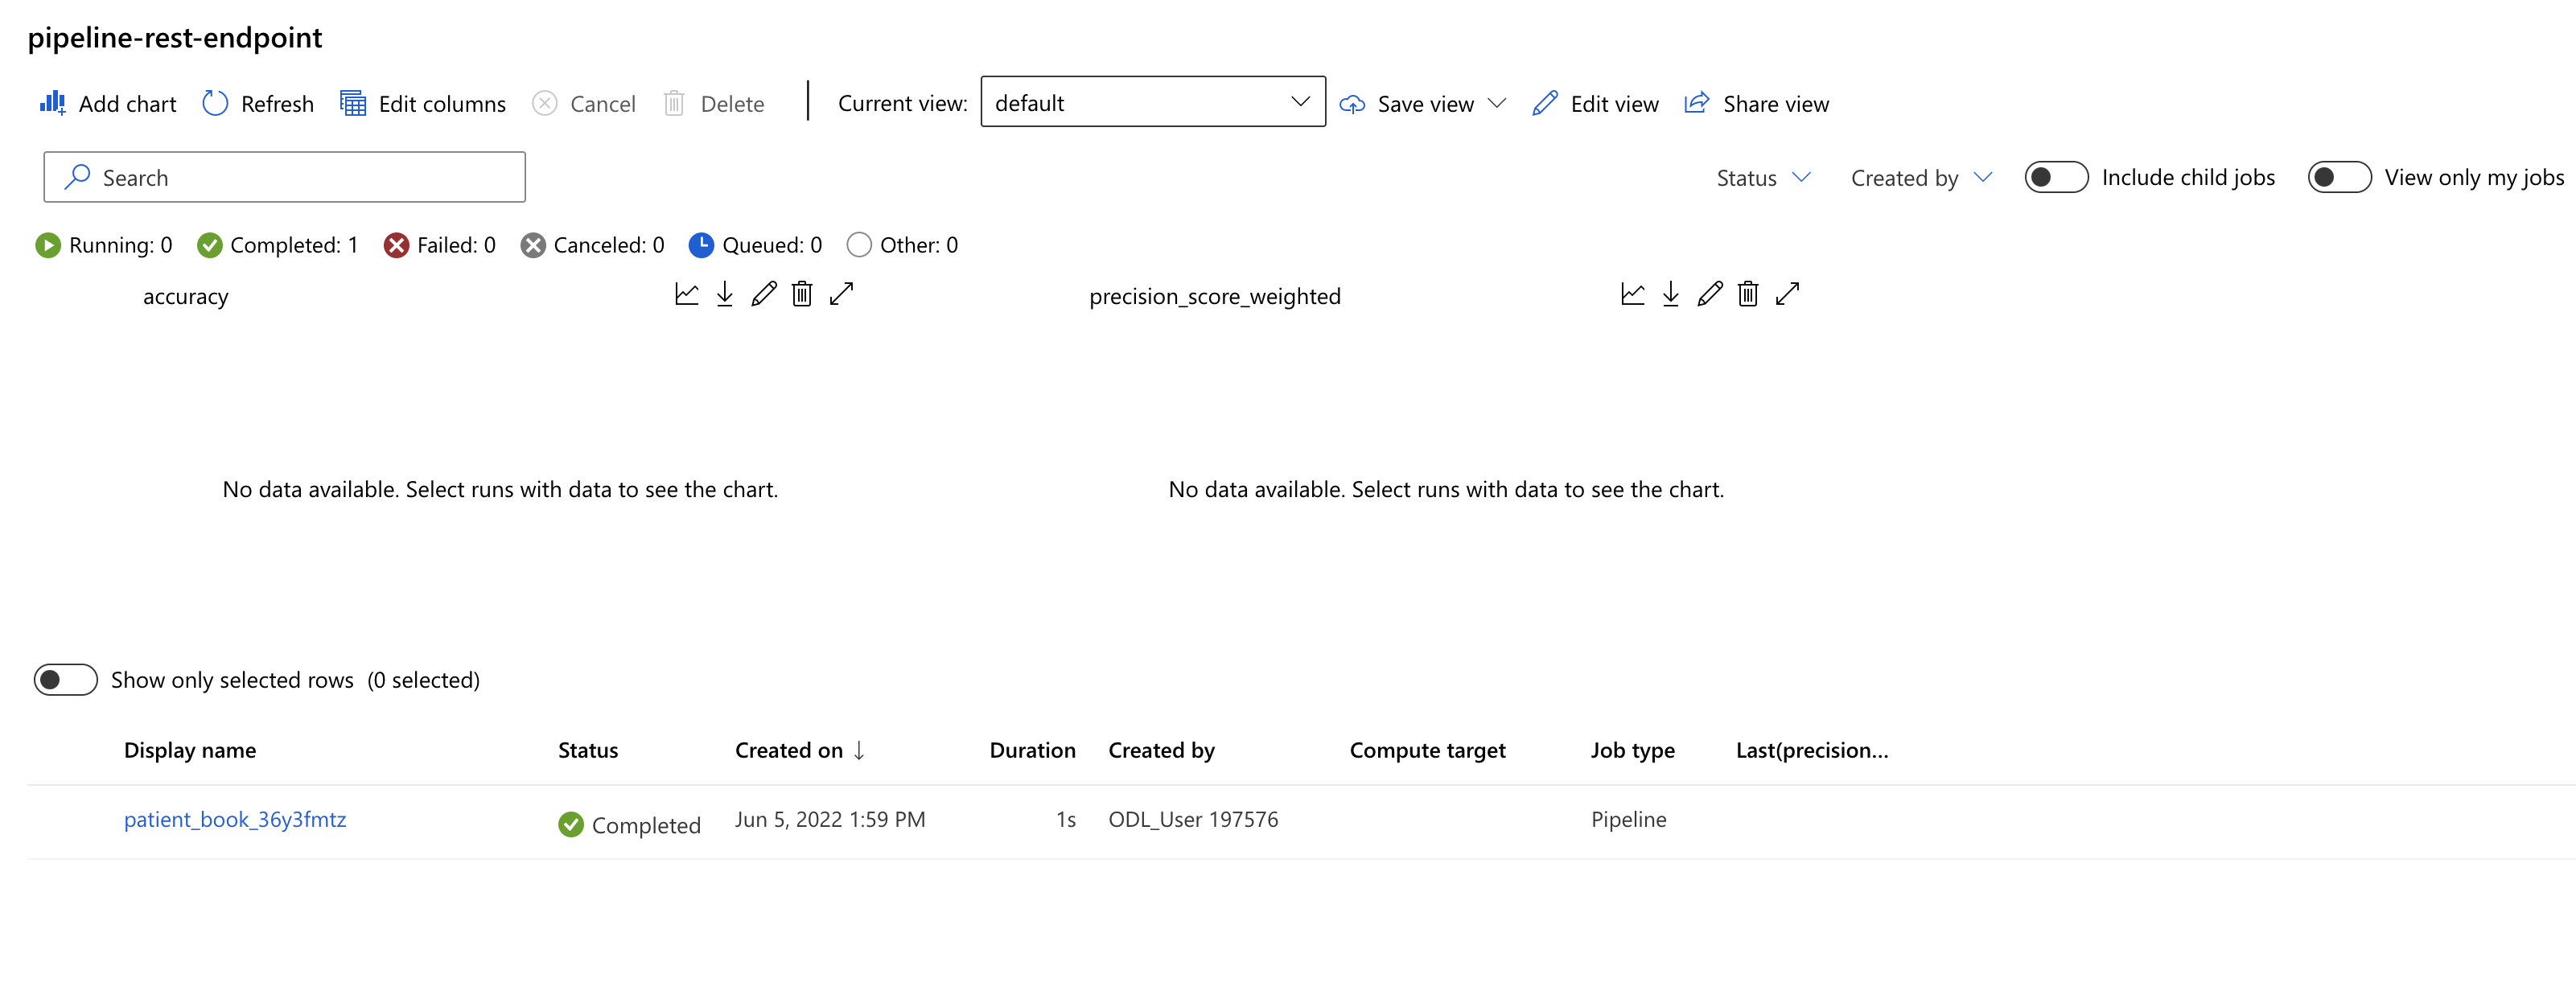 pipeline-rest-endpoint
Add chart Refresh Edit columns Cancel Delete Current view: default Save view Edit view Share view
Search Status Created by Include child jobs View only my jobs
Running: 0 Completed: 1 Failed: 0 Canceled: 0 Queued: 0 Other: 0
accuracy precision_score_weighted
No data available. Select runs with data to see the chart. No data available. Select runs with data to see the chart.
Show only selected rows (0 selected)
Display name Status Created on Duration Created by Compute target Job type Last(precision...
patient_book_36y3fmtz Completed Jun 5, 2022 1:59 PM 1s ODL_User 197576 Pipeline